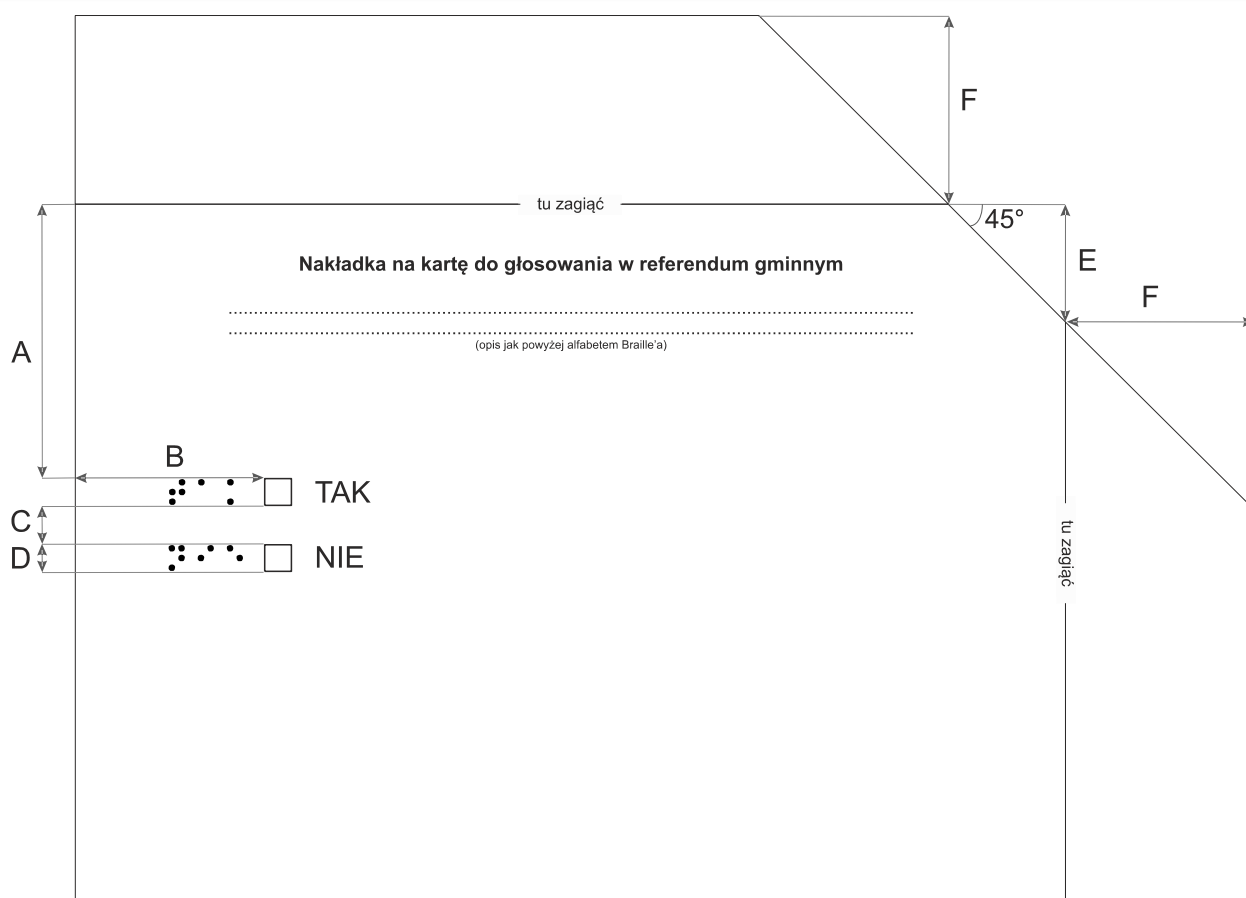 F
tu zagiąć
45°
Nakładka na kartę do głosowania w referendum gminnym
E
F
(opis jak powyżej alfabetem Braille'a)
A
B
⠞⠁⠅ TAK
C
D
⠝⠊⠑ NIE
tu zagiąć